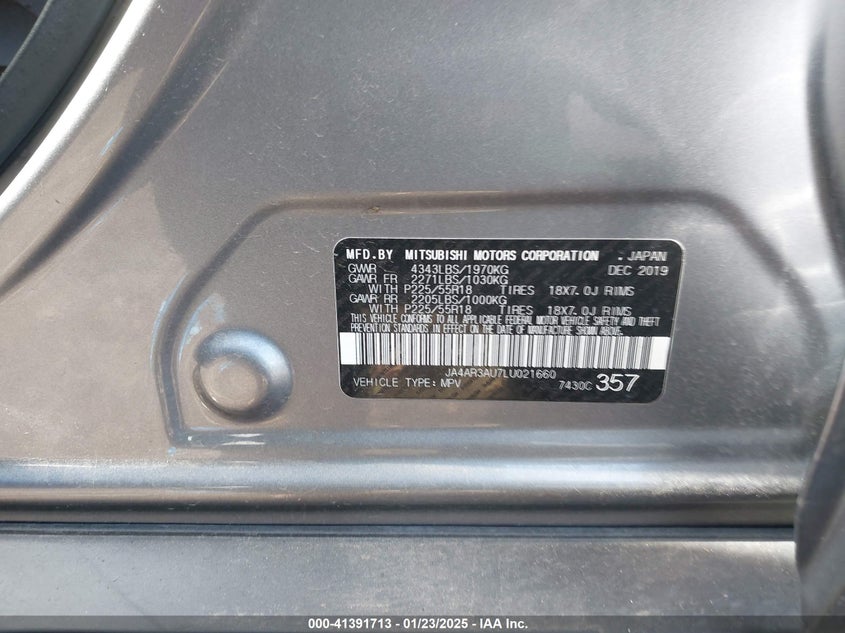 MFD.BY MITSUBISHI MOTORS CORPORATION . JAPAN
GVWR 4343LBS/1970KG DEC 2019
GAWR FR 2271LBS/1030KG
WITH P225/55R18 TIRES 18X7.0J RIMS
GAWR RR 2205LBS/1000KG
WITH P225/55R18 TIRES 18X7.0J RIMS
THIS VEHICLE CONFORMS TO ALL APPLICABLE FEDERAL MOTOR VEHICLE SAFETY AND THEFT
PREVENTION STANDARDS IN EFFECT ON THE DATE OF MANUFACTURE SHOWN ABOVE.
JA4AR3AU7LU021660
VEHICLE TYPE: MPV 7430C 357
000-41391713 - 01/23/2025 - IAAI.COM